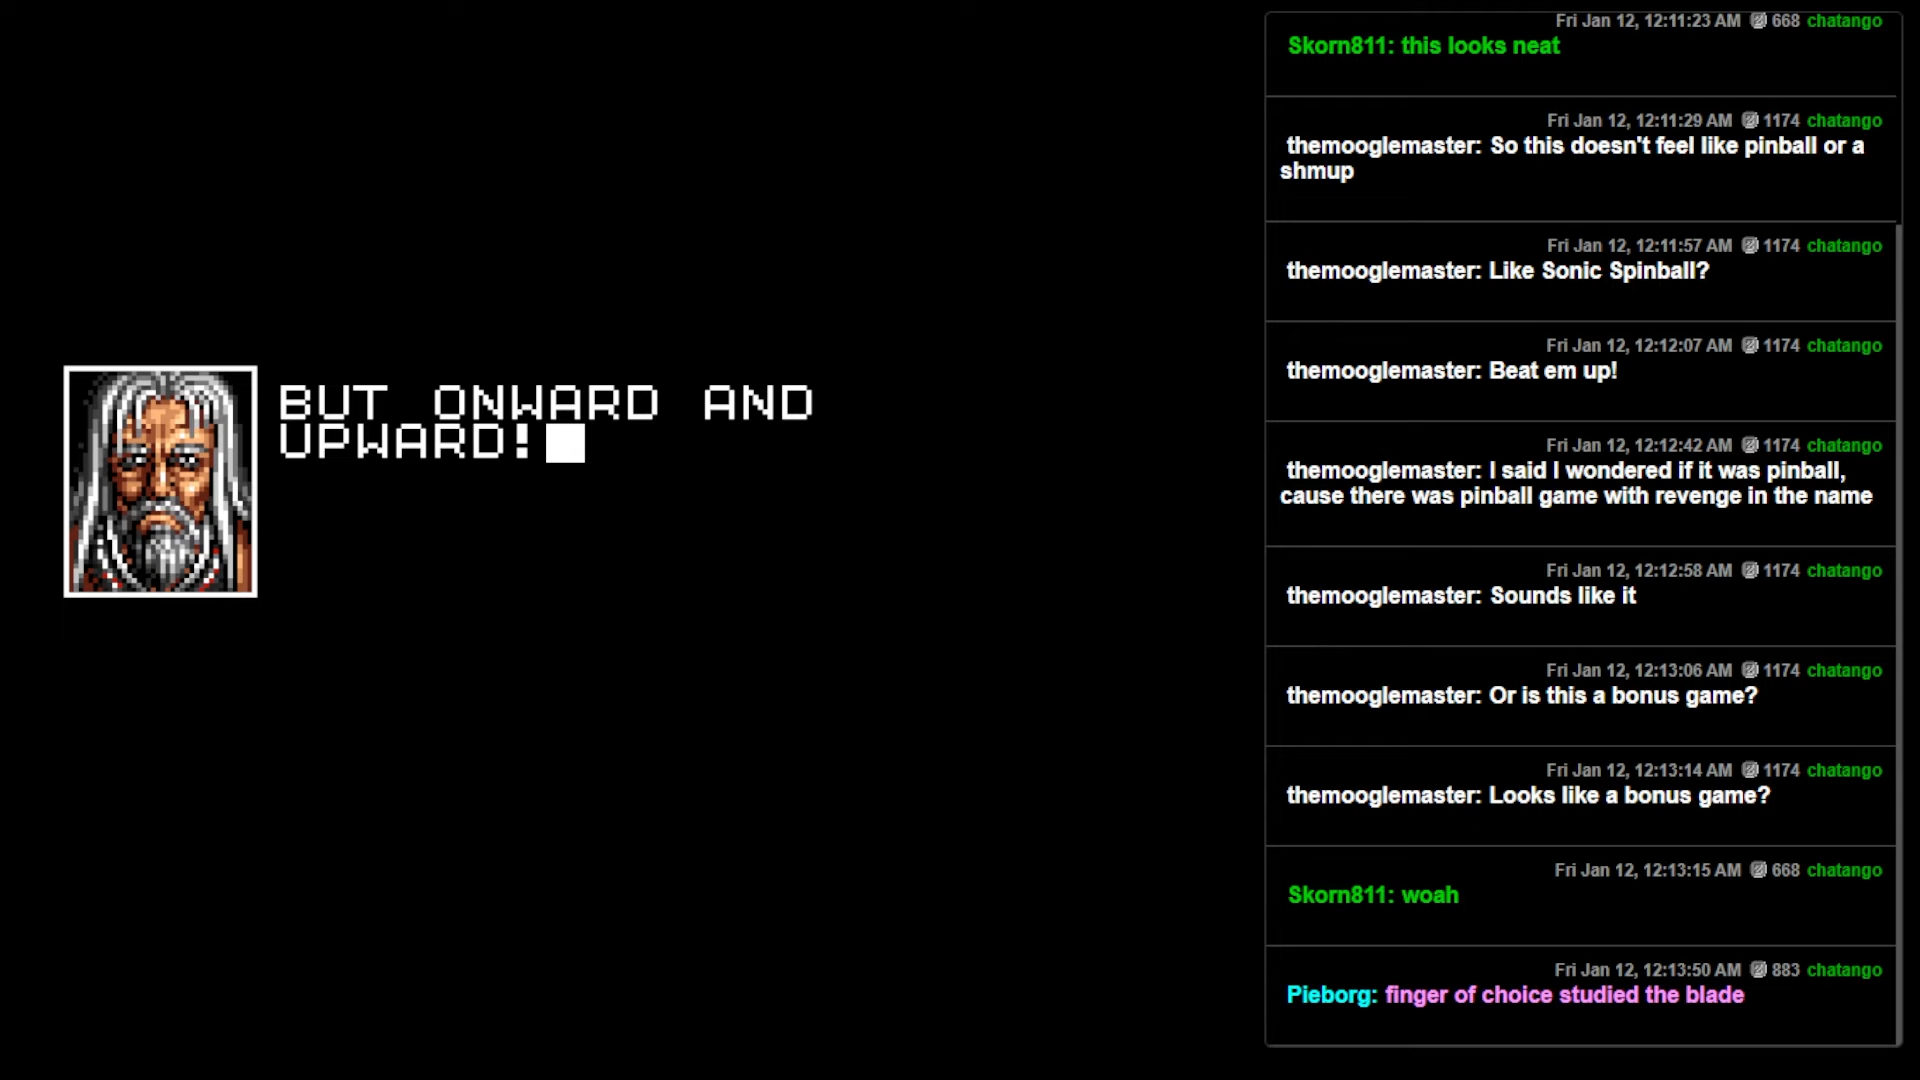 BUT ONWARD AND
UPWARD!
Fri Jan 12, 12:11:23 AM 668 chatango
Skorn811: this looks neat
Fri Jan 12, 12:11:29 AM 1174 chatango
themooglemaster: So this doesn't feel like pinball or a
shmup
Fri Jan 12, 12:11:57 AM 1174 chatango
themooglemaster: Like Sonic Spinball?
Fri Jan 12, 12:12:07 AM 1174 chatango
themooglemaster: Beat em up!
Fri Jan 12, 12:12:42 AM 1174 chatango
themooglemaster: I said I wondered if it was pinball,
cause there was pinball game with revenge in the name
Fri Jan 12, 12:12:58 AM 1174 chatango
themooglemaster: Sounds like it
Fri Jan 12, 12:13:06 AM 1174 chatango
themooglemaster: Or is this a bonus game?
Fri Jan 12, 12:13:14 AM 1174 chatango
themooglemaster: Looks like a bonus game?
Fri Jan 12, 12:13:15 AM 668 chatango
Skorn811: woah
Fri Jan 12, 12:13:50 AM 883 chatango
Pieborg: finger of choice studied the blade